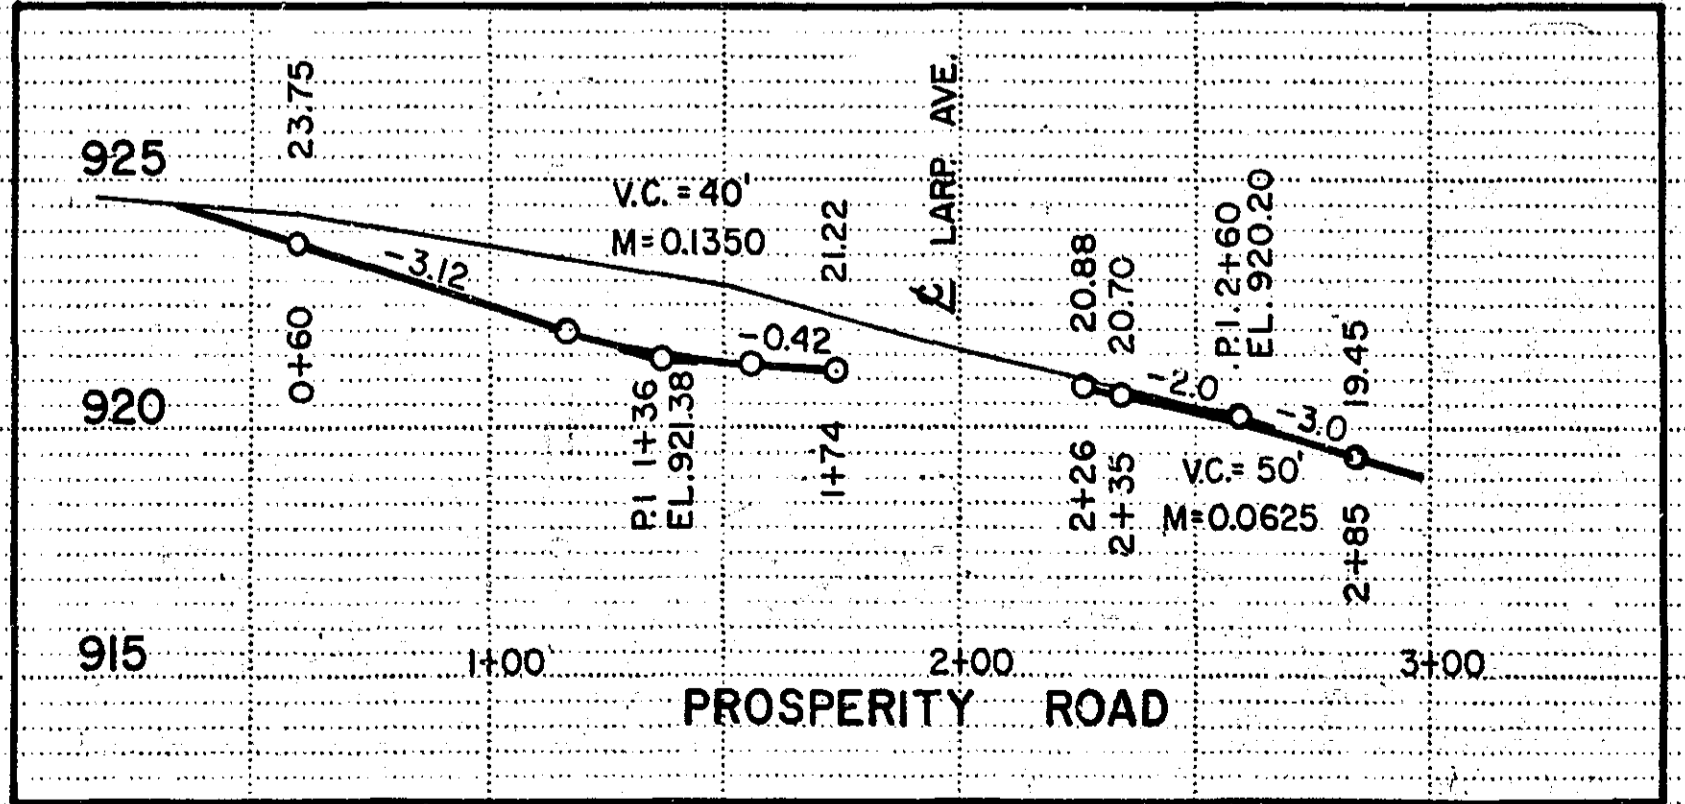 23.75
925
V.C. = 40'
M=0.1350
21.22
℄ LARP. AVE.
-3.12
-0.42
0+60
20.88
20.70
P.I. 2+60
EL. 920.20
19.45
-2.0
-3.0
920
P.I 1+36
EL.921.38
1+74
2+26
2+35
V.C.= 50'
M=0.0625
2+85
915
1+00
2+00
3+00
PROSPERITY ROAD